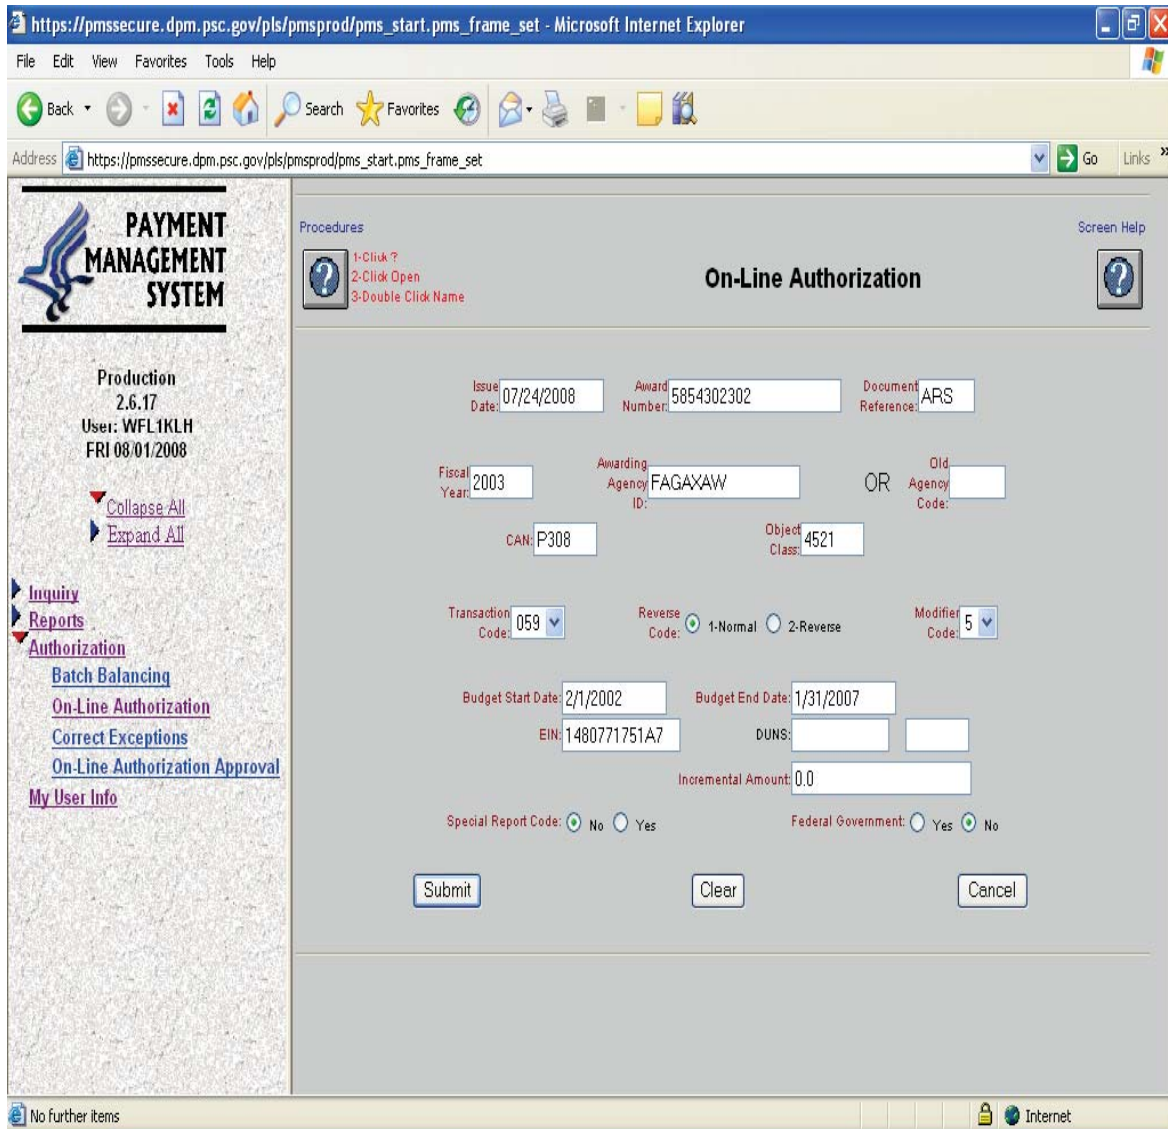 https://pmssecure.dpm.psc.gov/pls/pmsprod/pms_start.pms_frame_set - Microsoft Internet Explorer
File Edit View Favorites Tools Help
Back Search Favorites
Address https://pmssecure.dpm.psc.gov/pls/pmsprod/pms_start.pms_frame_set Go Links »
PAYMENT
MANAGEMENT
SYSTEM
Production
2.6.17
User: WFL1KLH
FRI 08/01/2008
Collapse All
Expand All
Inquiry
Reports
Authorization
Batch Balancing
On-Line Authorization
Correct Exceptions
On-Line Authorization Approval
My User Info
Procedures
1-Click ?
2-Click Open
3-Double Click Name
On-Line Authorization
Screen Help
Issue Date: 07/24/2008 Award Number: 5854302302 Document Reference: ARS
Fiscal Year: 2003 Awarding Agency ID: FAGAXAW OR Old Agency Code:
CAN: P308 Object Class: 4521
Transaction Code: 059 Reverse Code: 1-Normal 2-Reverse Modifier Code: 5
Budget Start Date: 2/1/2002 Budget End Date: 1/31/2007
EIN: 1480771751A7 DUNS:
Incremental Amount: 0.0
Special Report Code: No Yes Federal Government: Yes No
Submit Clear Cancel
No further items Internet